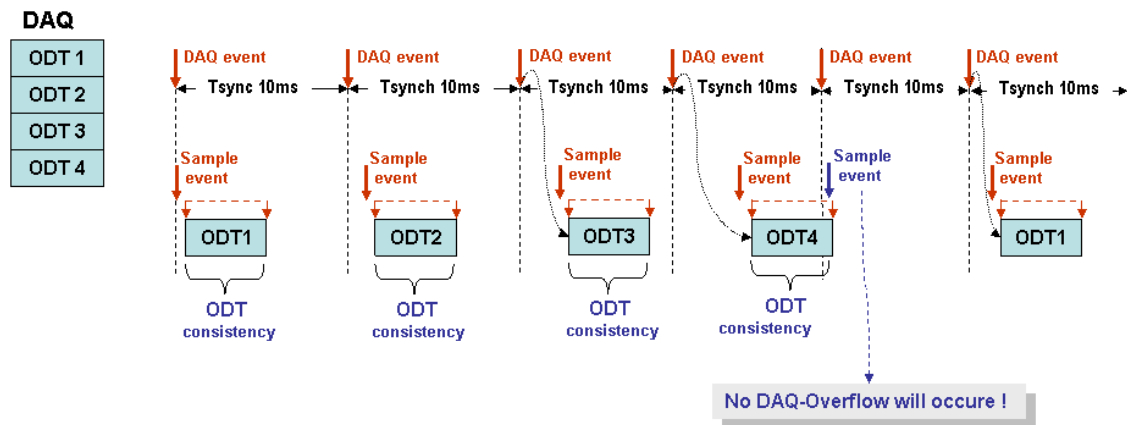 DAQ
ODT 1
ODT 2
ODT 3
ODT 4
DAQ event
DAQ event
DAQ event
DAQ event
DAQ event
DAQ event
Tsync 10ms
Tsynch 10ms
Tsynch 10ms
Tsynch 10ms
Tsynch 10ms
Tsynch 10ms
Sample
event
Sample
event
Sample
event
Sample
event
Sample
event
Sample
event
ODT1
ODT2
ODT3
ODT4
ODT1
ODT
consistency
ODT
consistency
ODT
consistency
ODT
consistency
No DAQ-Overflow will occure !